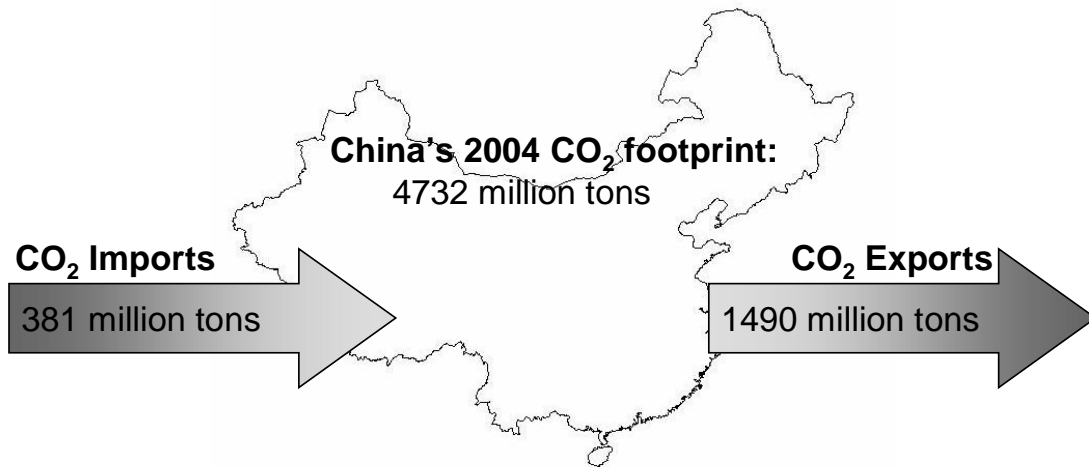 China’s 2004 CO₂ footprint:
4732 million tons
CO₂ Imports
381 million tons
CO₂ Exports
1490 million tons